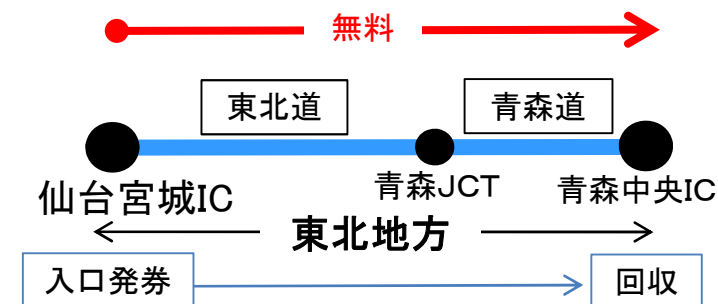 無料
東北道
青森道
仙台宮城IC
青森JCT
青森中央IC
東北地方
入口発券
回収